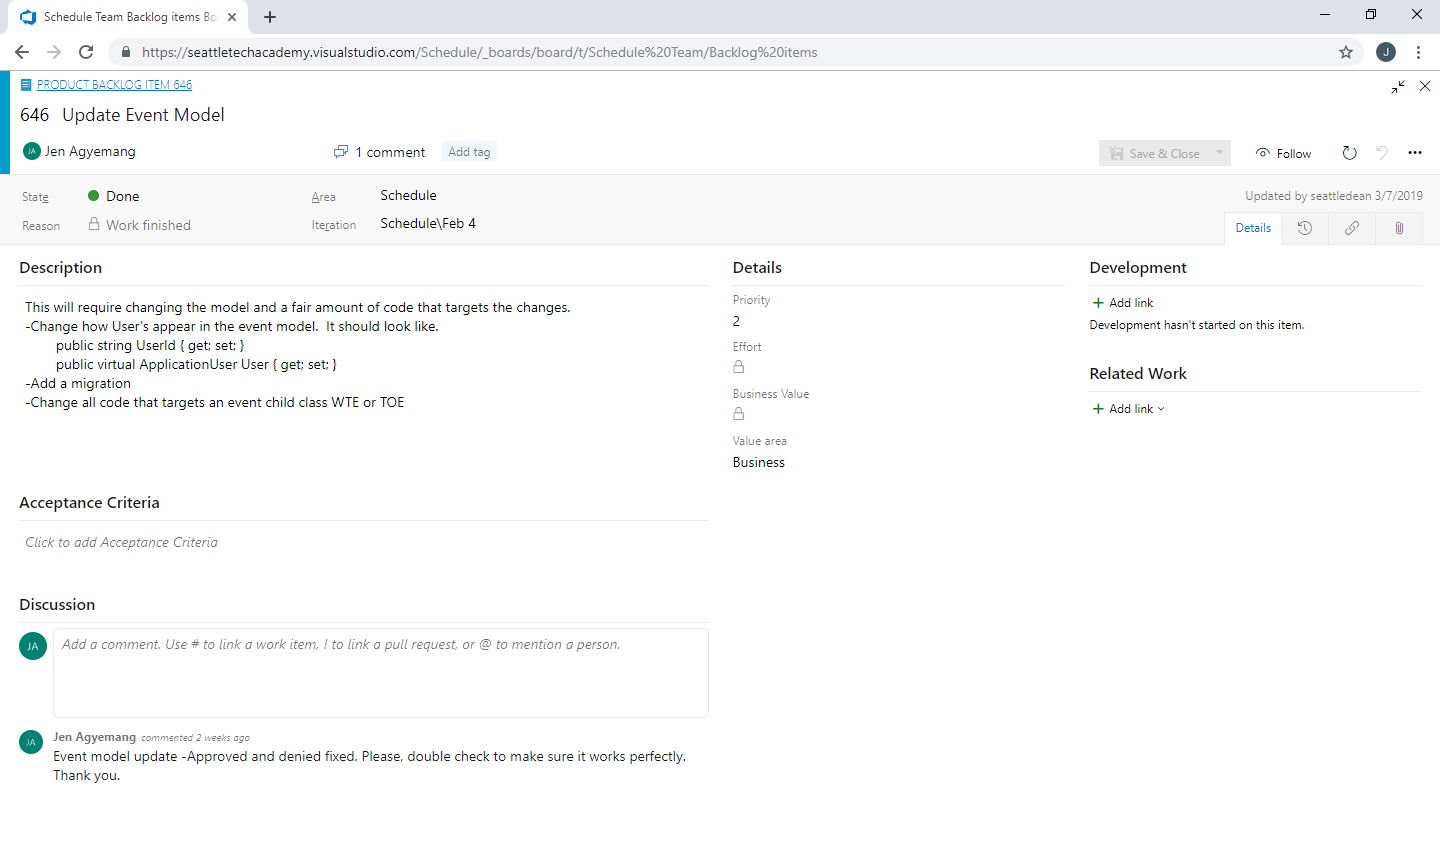 Schedule Team Backlog items Bo
https://seattletechacademy.visualstudio.com/Schedule/_boards/board/t/Schedule%20Team/Backlog%20items
J
PRODUCT BACKLOG ITEM 646
646 Update Event Model
JA Jen Agyemang
1 comment
Add tag
Save & Close
Follow
State
Done
Area
Schedule
Updated by seattledean 3/7/2019
Reason
Work finished
Iteration
Schedule\Feb 4
Details
Description
This will require changing the model and a fair amount of code that targets the changes.
-Change how User's appear in the event model.  It should look like.
public string UserId { get; set; }
public virtual ApplicationUser User { get; set; }
-Add a migration
-Change all code that targets an event child class WTE or TOE
Acceptance Criteria
Click to add Acceptance Criteria
Discussion
JA
Add a comment. Use # to link a work item, ! to link a pull request, or @ to mention a person.
JA
Jen Agyemang commented 2 weeks ago
Event model update -Approved and denied fixed. Please, double check to make sure it works perfectly.
Thank you.
Details
Priority
2
Effort
Business Value
Value area
Business
Development
Add link
Development hasn't started on this item.
Related Work
Add link